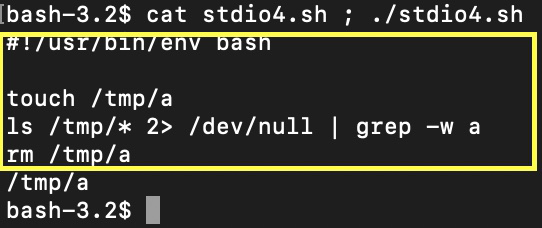 [bash-3.2$ cat stdio4.sh ; ./stdio4.sh
#!/usr/bin/env bash
touch /tmp/a
ls /tmp/* 2> /dev/null | grep -w a
rm /tmp/a
/tmp/a
bash-3.2$